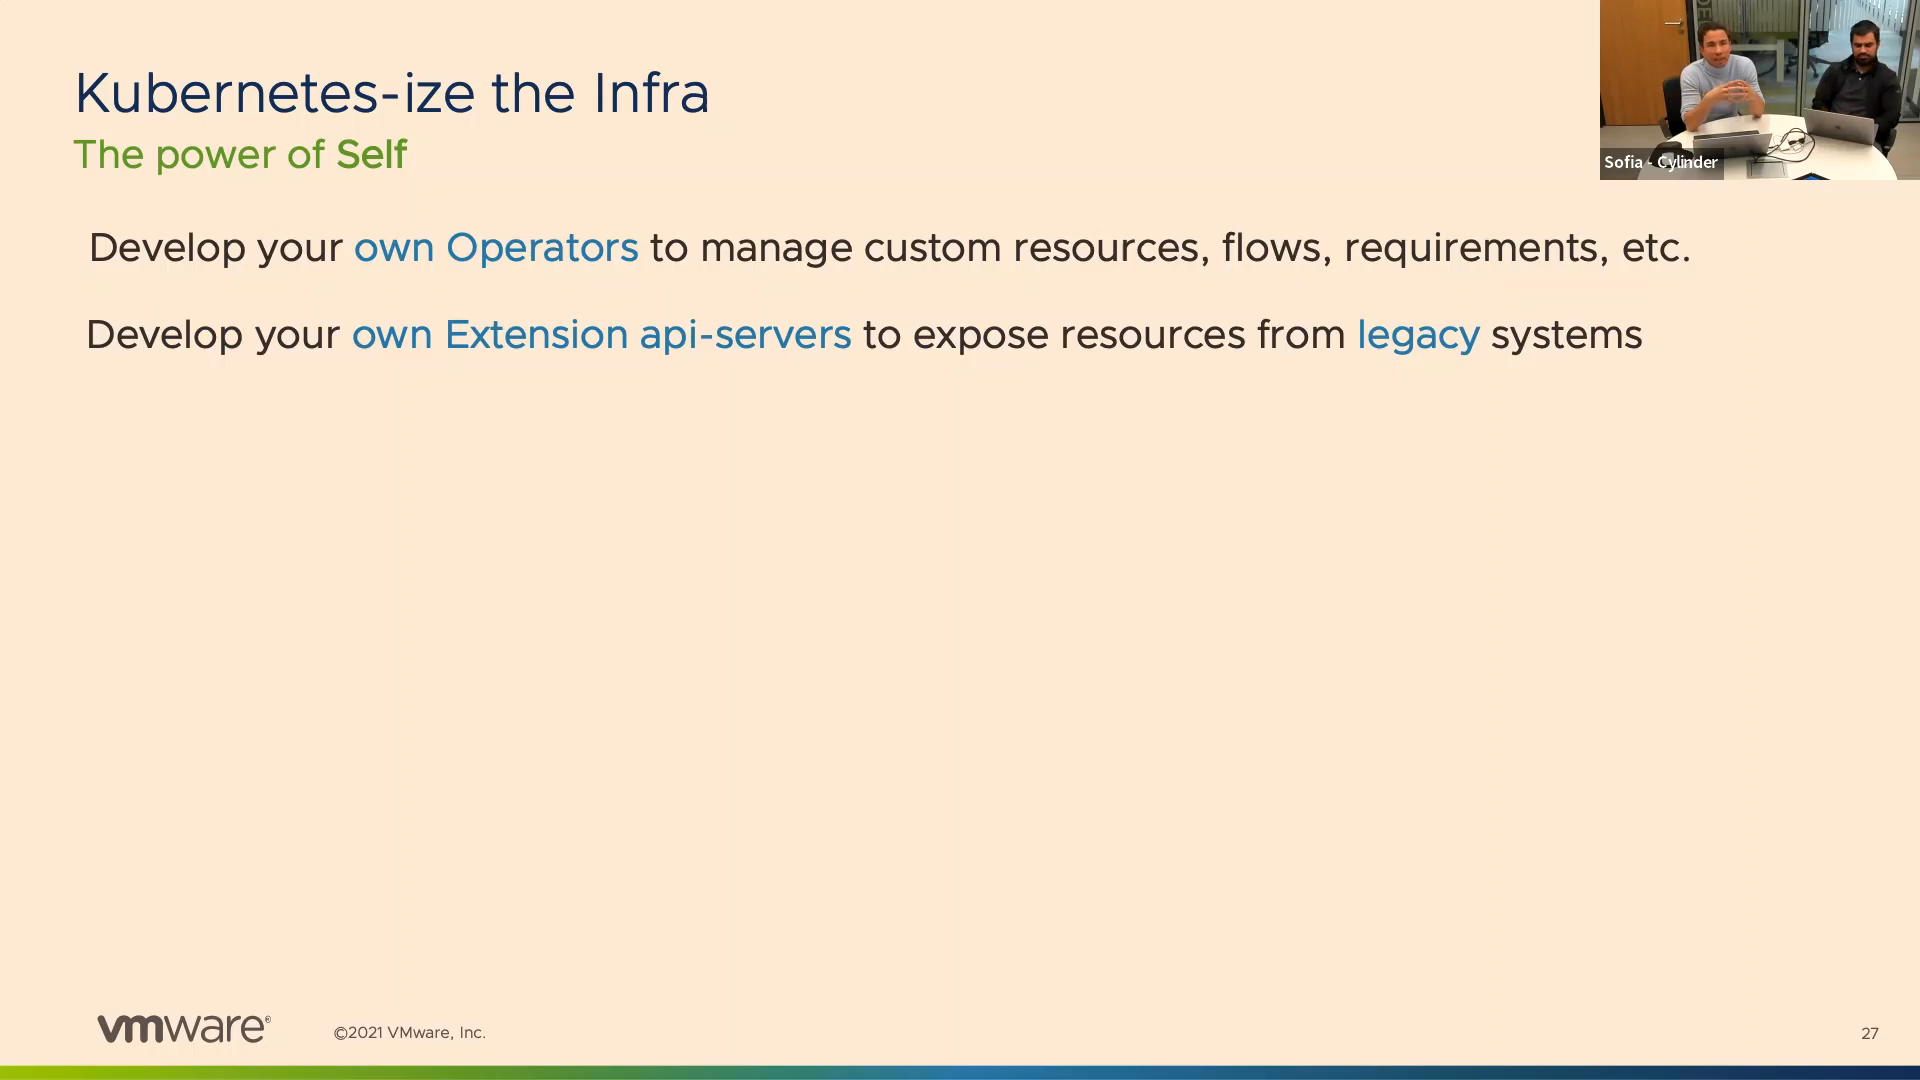 Kubernetes-ize the Infra
The power of Self
Sofia - Cylinder
Develop your own Operators to manage custom resources, flows, requirements, etc.
Develop your own Extension api-servers to expose resources from legacy systems
vmware®
©2021 VMware, Inc.
27